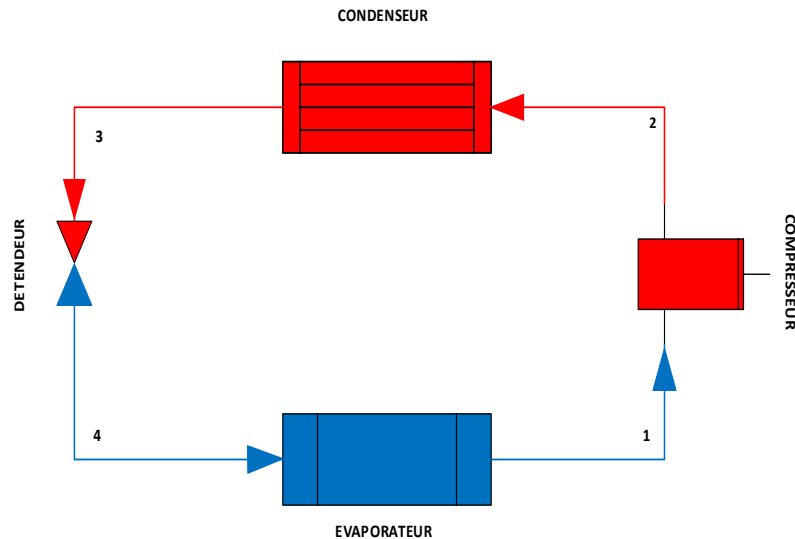 CONDENSEUR
3
2
DETENDEUR
COMPRESSEUR
4
1
EVAPORATEUR